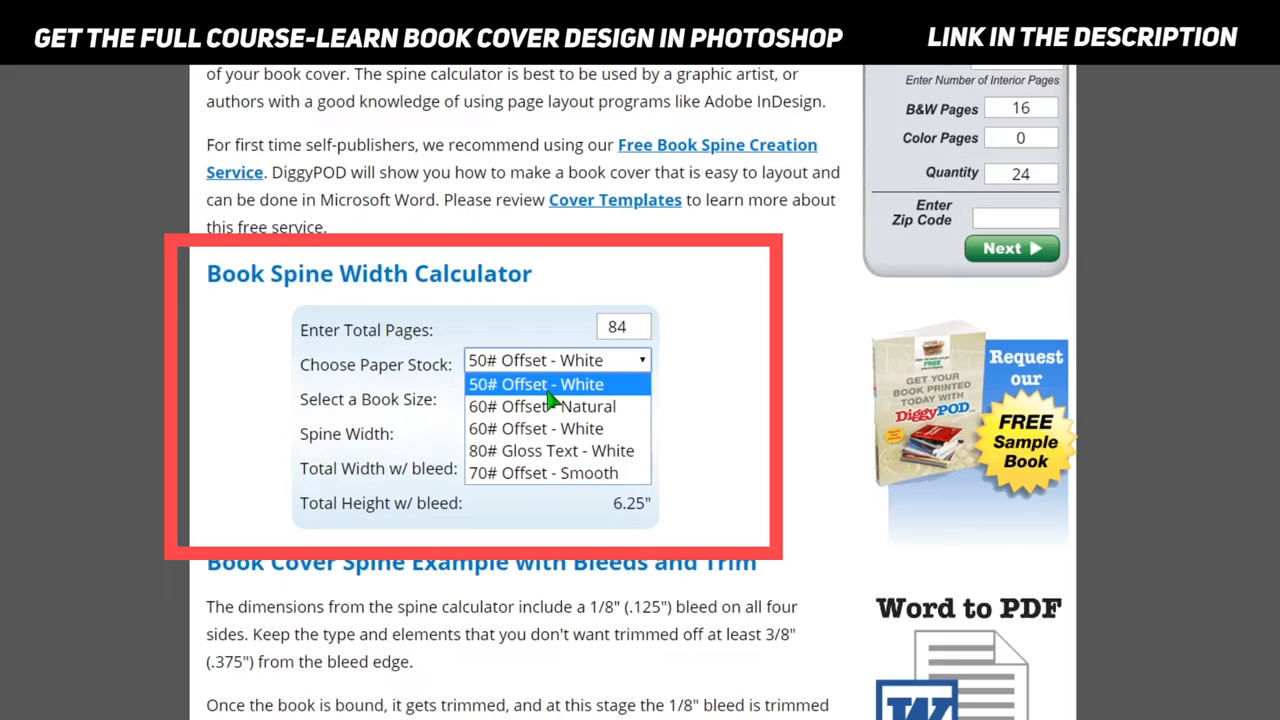 GET THE FULL COURSE-LEARN BOOK COVER DESIGN IN PHOTOSHOP
LINK IN THE DESCRIPTION
of your book cover. The spine calculator is best to be used by a graphic artist, or
authors with a good knowledge of using page layout programs like Adobe InDesign.
For first time self-publishers, we recommend using our Free Book Spine Creation
Service. DiggyPOD will show you how to make a book cover that is easy to layout and
can be done in Microsoft Word. Please review Cover Templates to learn more about
this free service.
Book Spine Width Calculator
Enter Total Pages: 84
Choose Paper Stock: 50# Offset - White
50# Offset - White
Select a Book Size:
60# Offset - Natural
Spine Width:
60# Offset - White
80# Gloss Text - White
Total Width w/ bleed:
70# Offset - Smooth
Total Height w/ bleed: 6.25"
Book Cover Spine Example with Bleeds and Trim
The dimensions from the spine calculator include a 1/8" (.125") bleed on all four
sides. Keep the type and elements that you don't want trimmed off at least 3/8"
(.375") from the bleed edge.
Once the book is bound, it gets trimmed, and at this stage the 1/8" bleed is trimmed
Enter Number of Interior Pages
B&W Pages 16
Color Pages 0
Quantity 24
Enter
Zip Code
Next
GET YOUR
BOOK PRINTED
TODAY WITH
DiggyPOD
Request
our
FREE
Sample
Book
Word to PDF
W